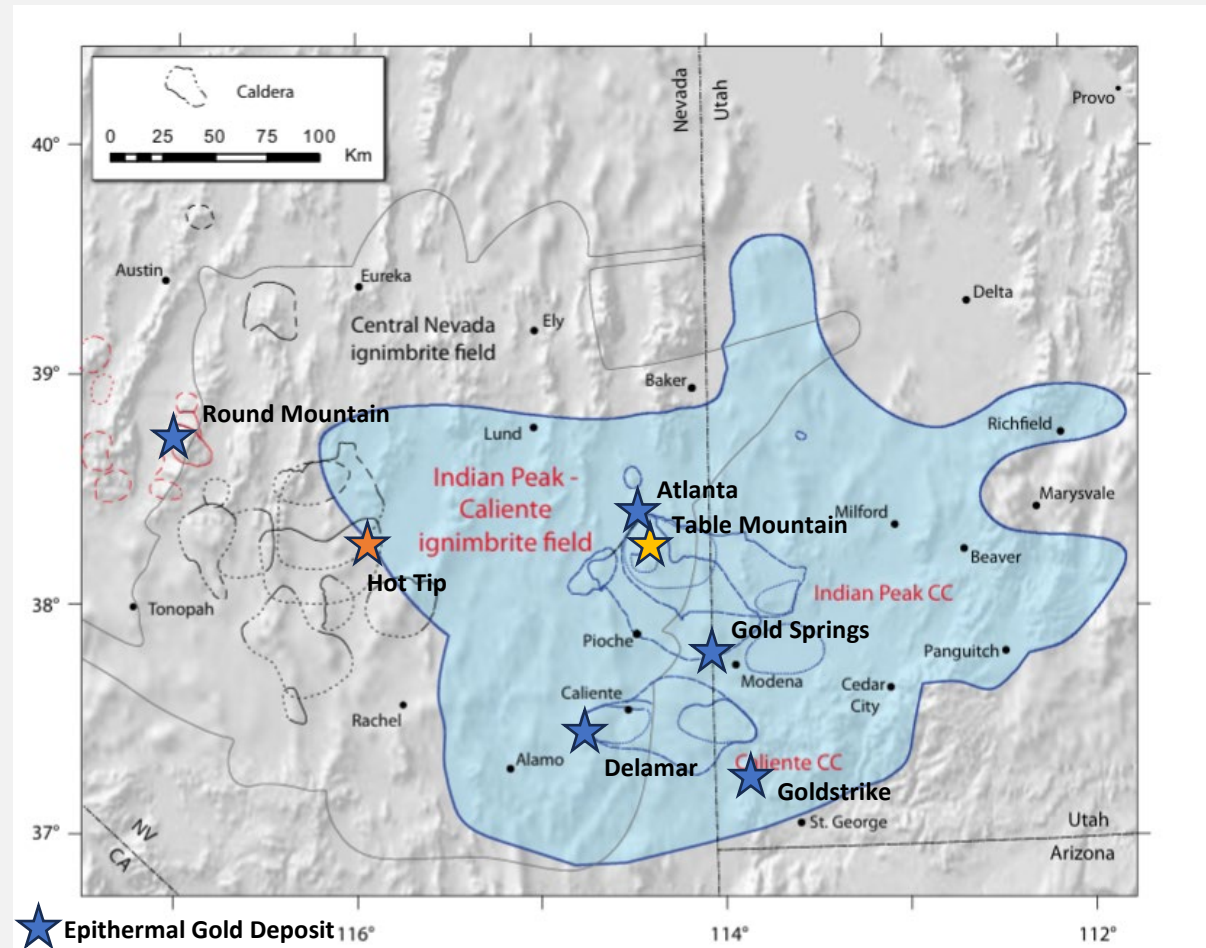 Caldera
0 25 50 75 100
Km
Nevada
Utah
Provo
40°
Austin
Eureka
Delta
Ely
Central Nevada
ignimbrite field
39°
Baker
Round Mountain
Lund
Richfield
Indian Peak -
Caliente
ignimbrite field
Atlanta
Marysvale
Milford
Table Mountain
Beaver
Hot Tip
38°
Tonopah
Indian Peak CC
Gold Springs
Pioche
Panguitch
Modena
Caliente
Cedar
City
Rachel
Alamo
Delamar
Caliente CC
Goldstrike
St. George
37°
NV
CA
Utah
Arizona
Epithermal Gold Deposit
116°
114°
112°